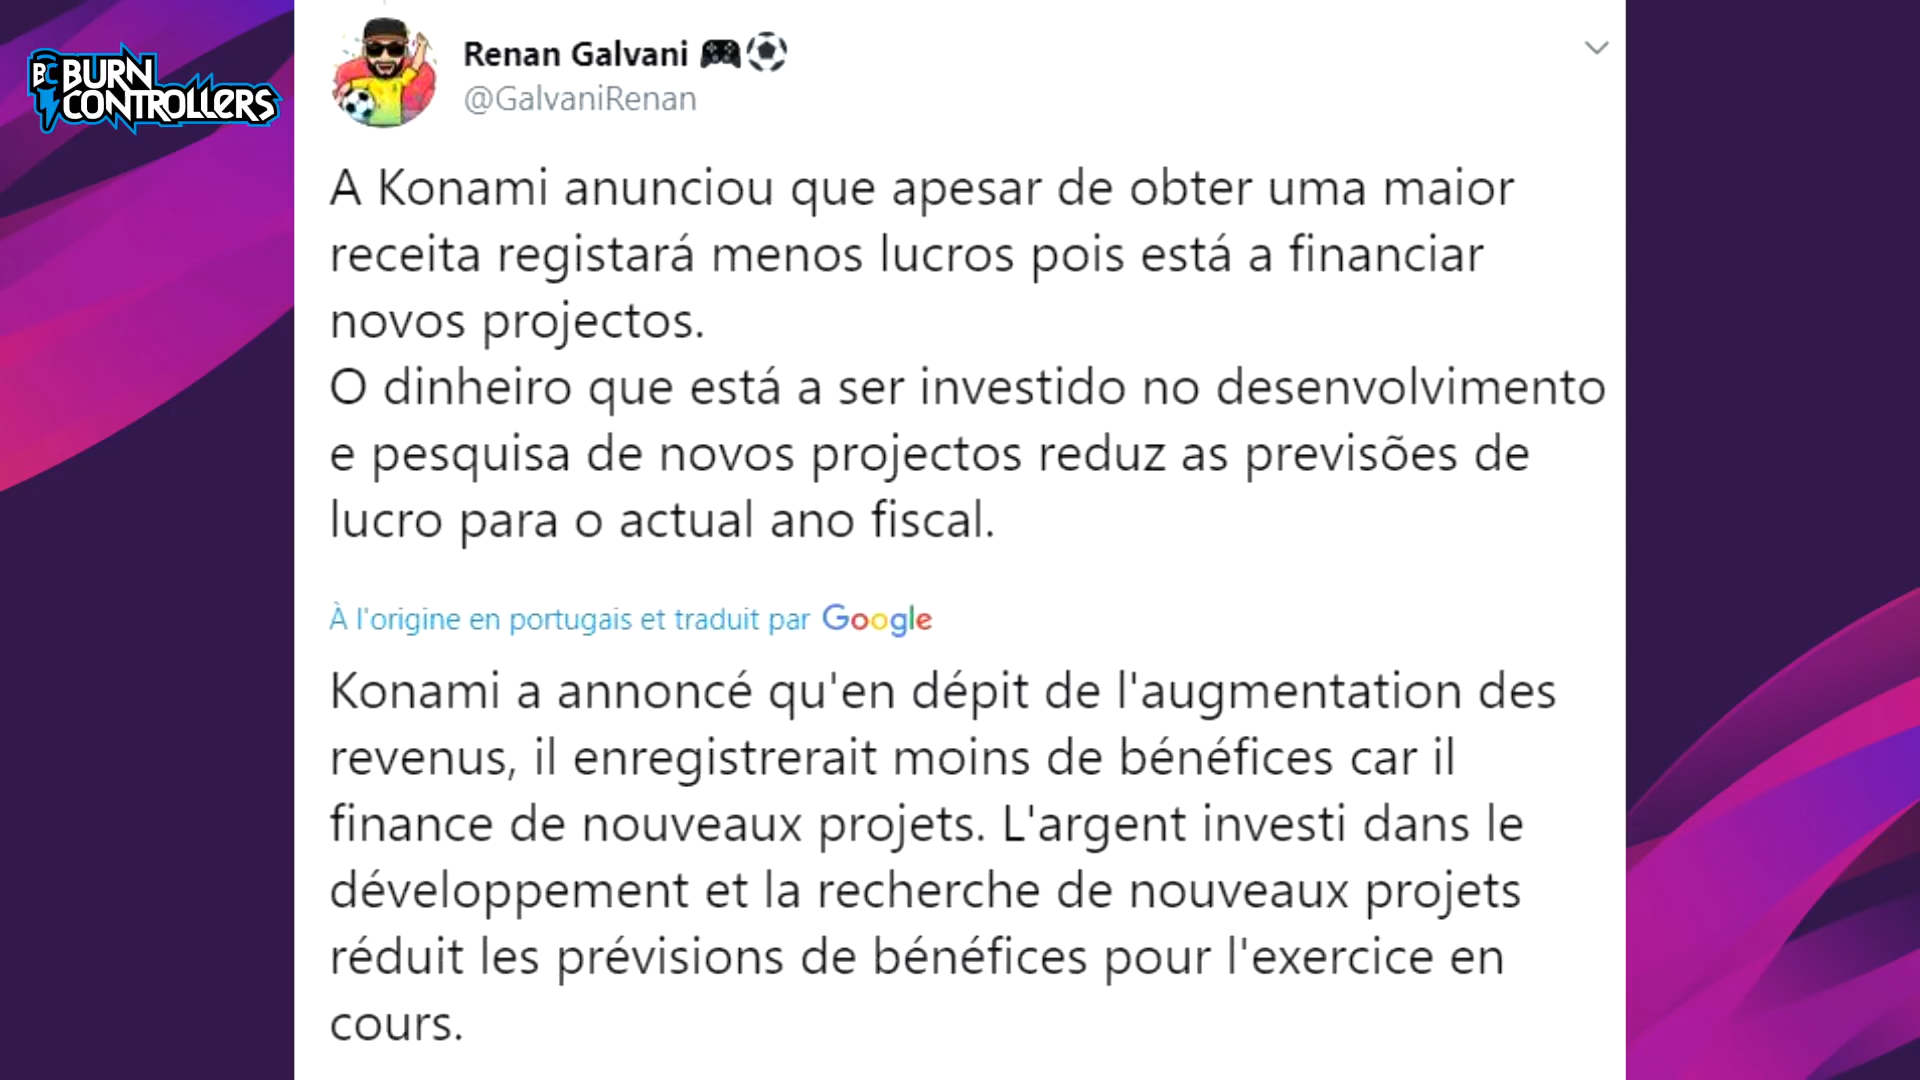 BC BURN
CONTROLLERS
Renan Galvani 🎮⚽
@GalvaniRenan
A Konami anunciou que apesar de obter uma maior
receita registará menos lucros pois está a financiar
novos projectos.
O dinheiro que está a ser investido no desenvolvimento
e pesquisa de novos projectos reduz as previsões de
lucro para o actual ano fiscal.
À l'origine en portugais et traduit par Google
Konami a annoncé qu'en dépit de l'augmentation des
revenus, il enregistrerait moins de bénéfices car il
finance de nouveaux projets. L'argent investi dans le
développement et la recherche de nouveaux projets
réduit les prévisions de bénéfices pour l'exercice en
cours.